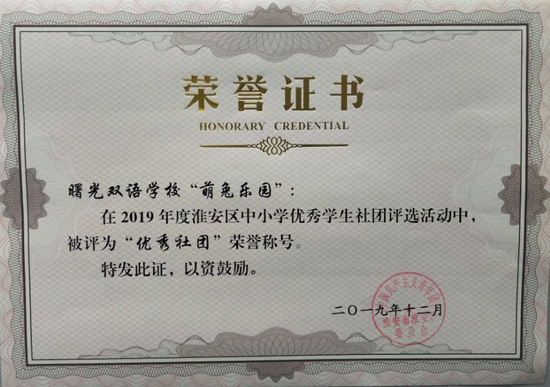 荣誉证书
HONORARY CREDENTIAL
曙光双语学校“萌兔乐园”：
在2019年度淮安区中小学优秀学生社团评选活动中，
被评为“优秀社团”荣誉称号。
特发此证，以资鼓励。
二〇一九年十二月